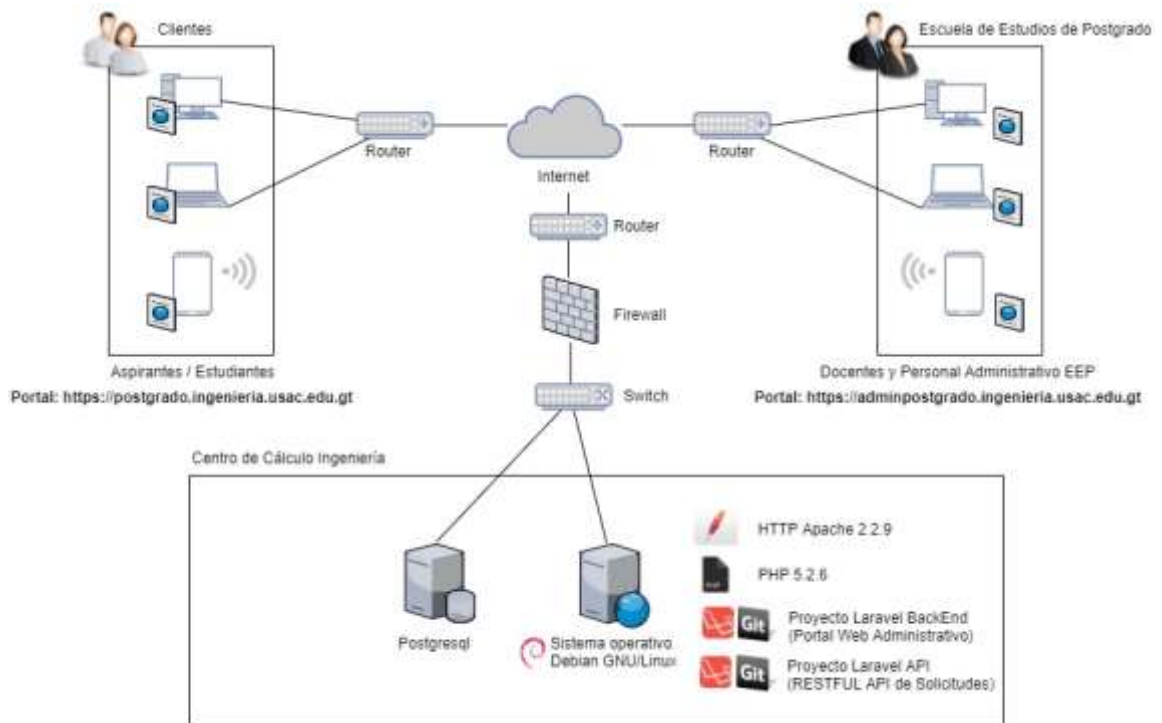 Clientes
Escuela de Estudios de Postgrado
Router
Router
Internet
Router
Firewall
Aspirantes / Estudiantes
Docentes y Personal Administrativo EEP
Portal: https://postgrado.ingenieria.usac.edu.gt
Switch
Portal: https://adminpostgrado.ingenieria.usac.edu.gt
Centro de Cálculo Ingeniería
HTTP Apache 2.2.9
PHP 5.2.6
Postgresql
Sistema operativo
Debian GNU/Linux
Git
Proyecto Laravel BackEnd
(Portal Web Administrativo)
Git
Proyecto Laravel API
(RESTFUL API de Solicitudes)